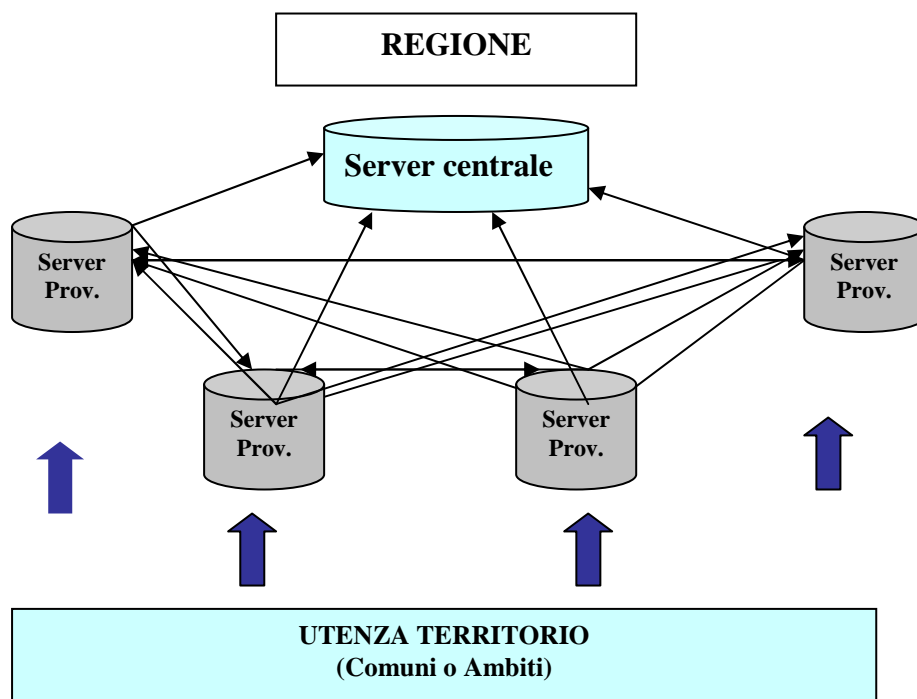 REGIONE
Server centrale
Server
Prov.
Server
Prov.
Server
Prov.
Server
Prov.
UTENZA TERRITORIO
(Comuni o Ambiti)